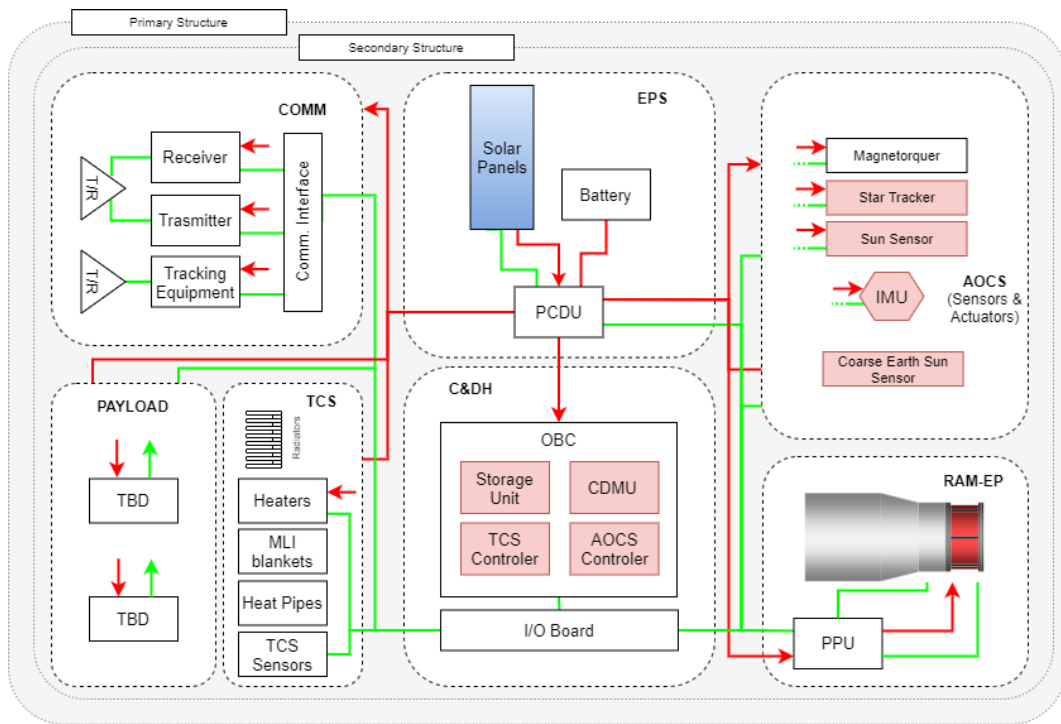 Primary Structure
Secondary Structure
COMM
Receiver
Trasmitter
Tracking
Equipment
T/R
T/R
Comm. Interface
EPS
Solar
Panels
Battery
PCDU
Magnetorquer
Star Tracker
Sun Sensor
IMU
AOCS
(Sensors &
Actuators)
Coarse Earth Sun
Sensor
PAYLOAD
TBD
TBD
TCS
Radiators
Heaters
MLI
blankets
Heat Pipes
TCS
Sensors
C&DH
OBC
Storage
Unit
CDMU
TCS
Controler
AOCS
Controler
I/O Board
RAM-EP
PPU